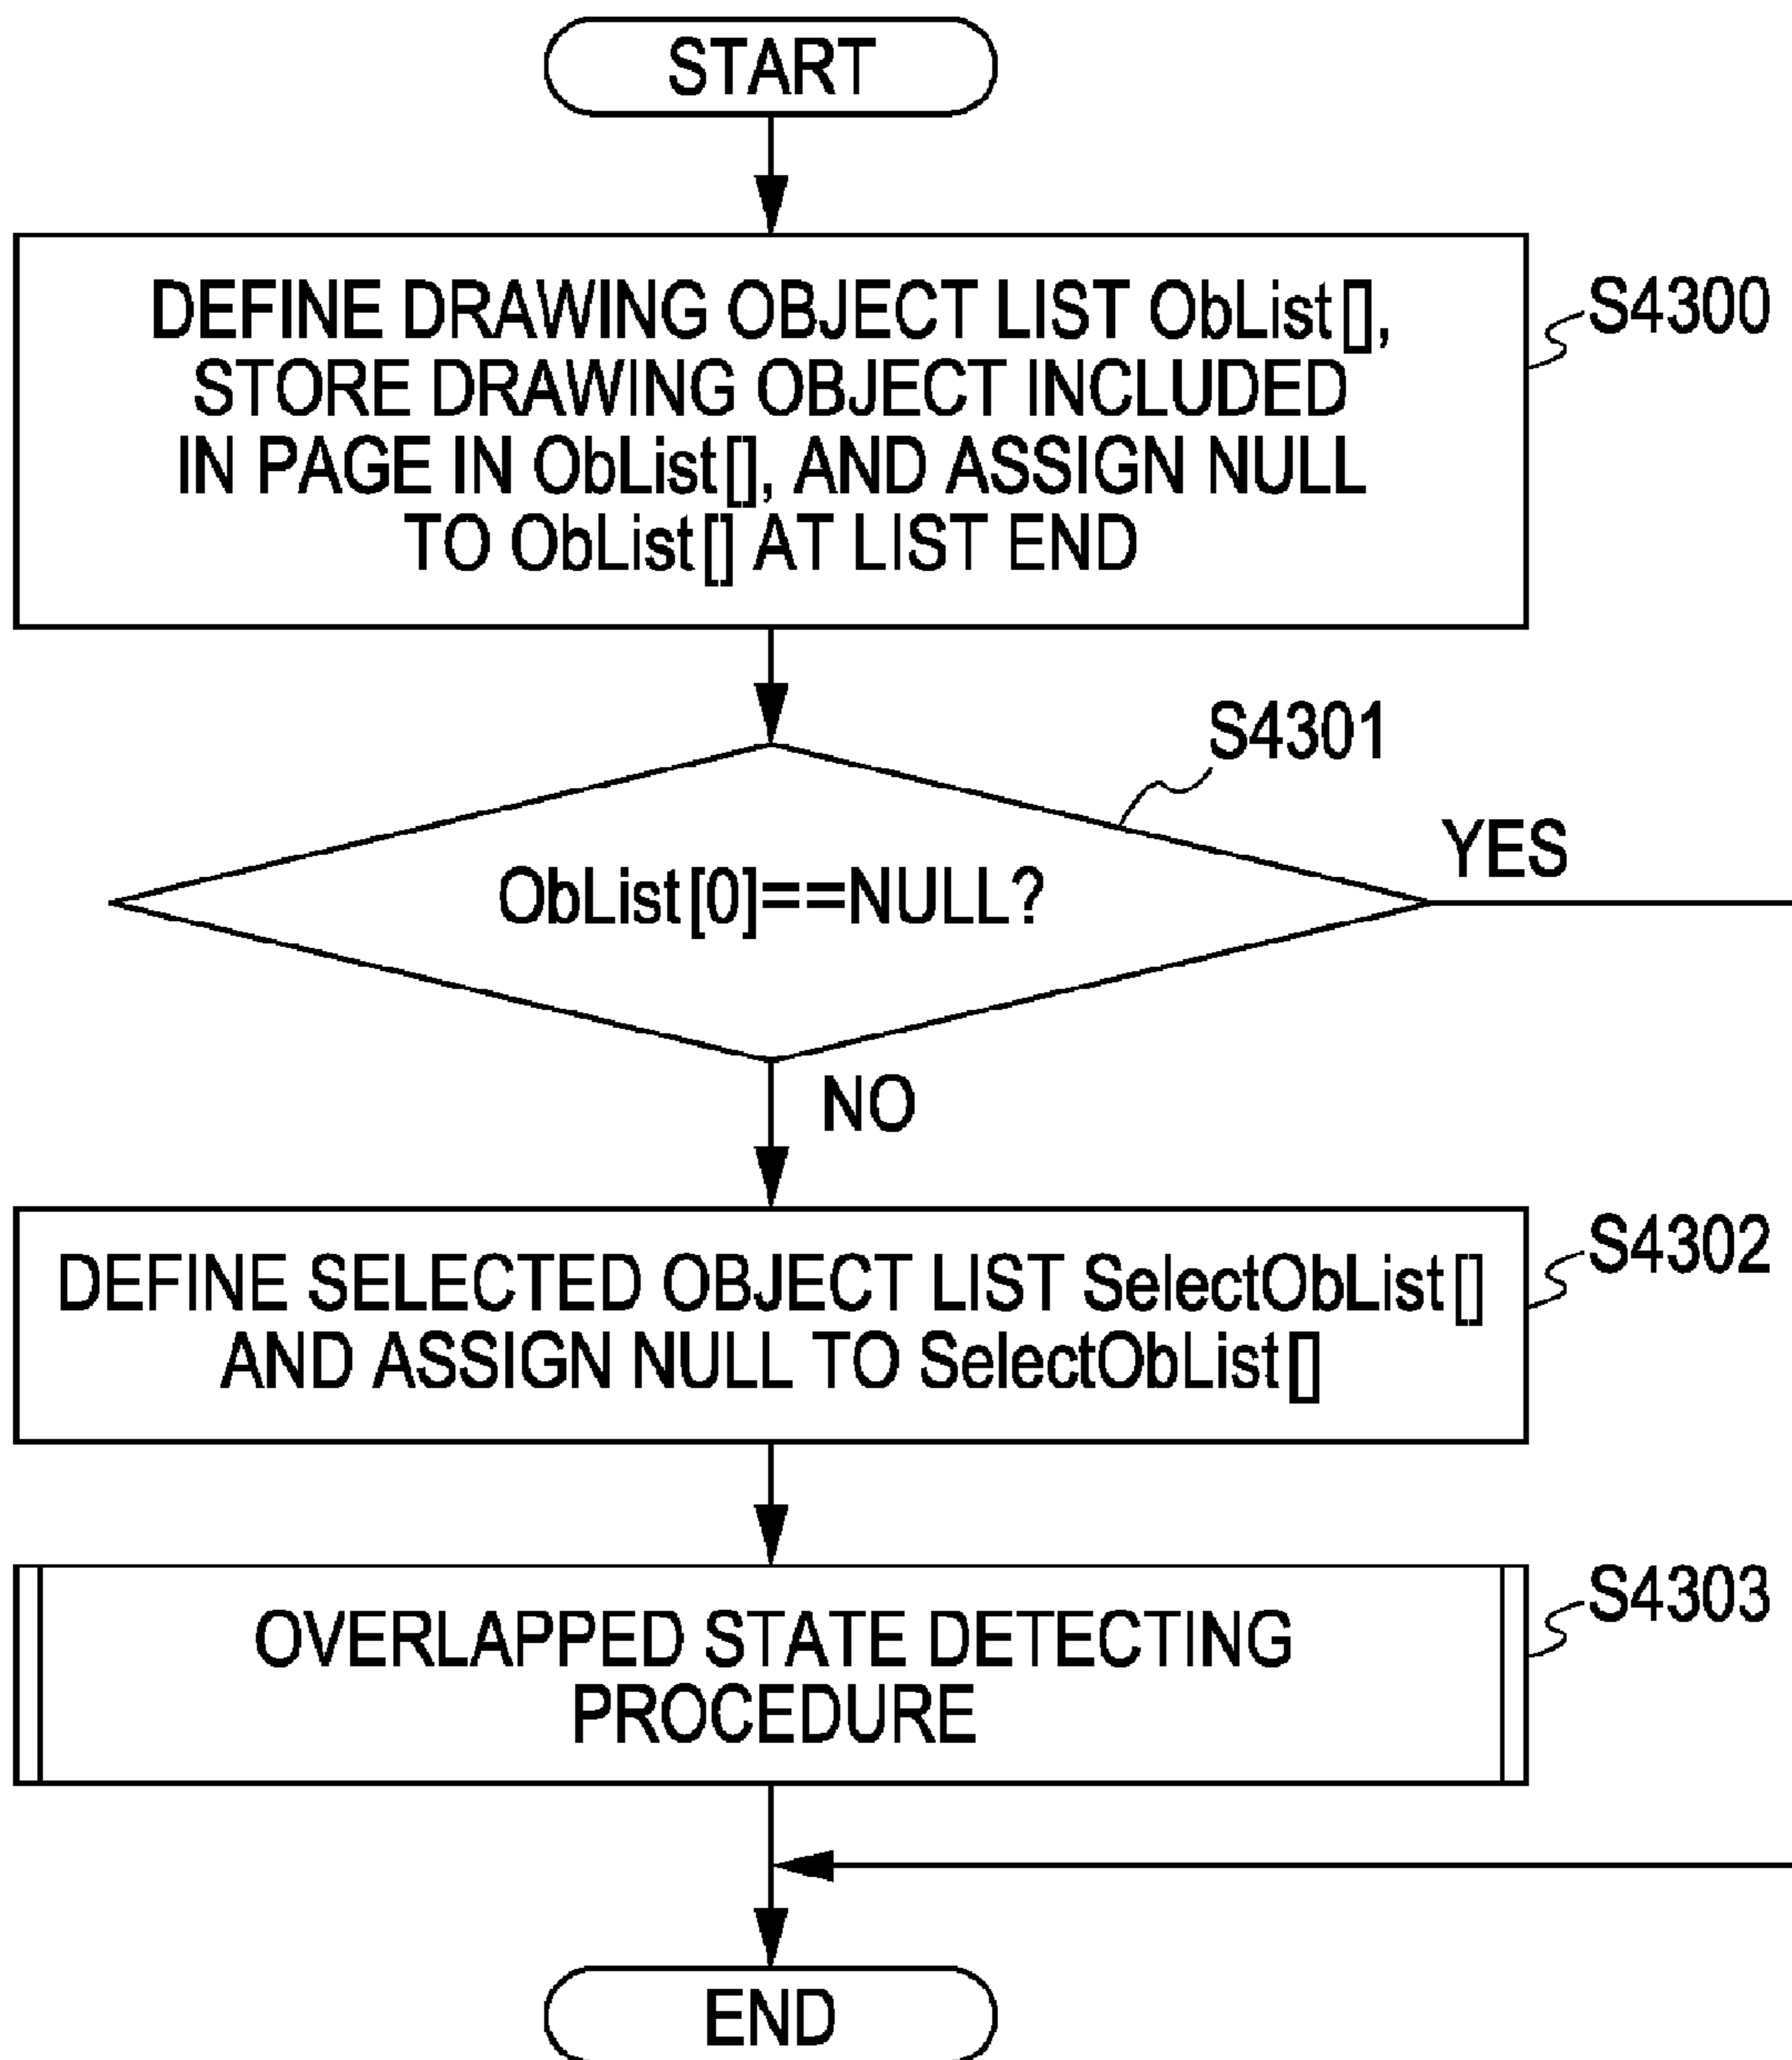 START
DEFINE DRAWING OBJECT LIST ObList[],
STORE DRAWING OBJECT INCLUDED
IN PAGE IN ObList[], AND ASSIGN NULL
TO ObList[] AT LIST END
S4300
S4301
ObList[0]==NULL?
YES
NO
DEFINE SELECTED OBJECT LIST SelectObList[]
AND ASSIGN NULL TO SelectObList[]
S4302
OVERLAPPED STATE DETECTING
PROCEDURE
S4303
END